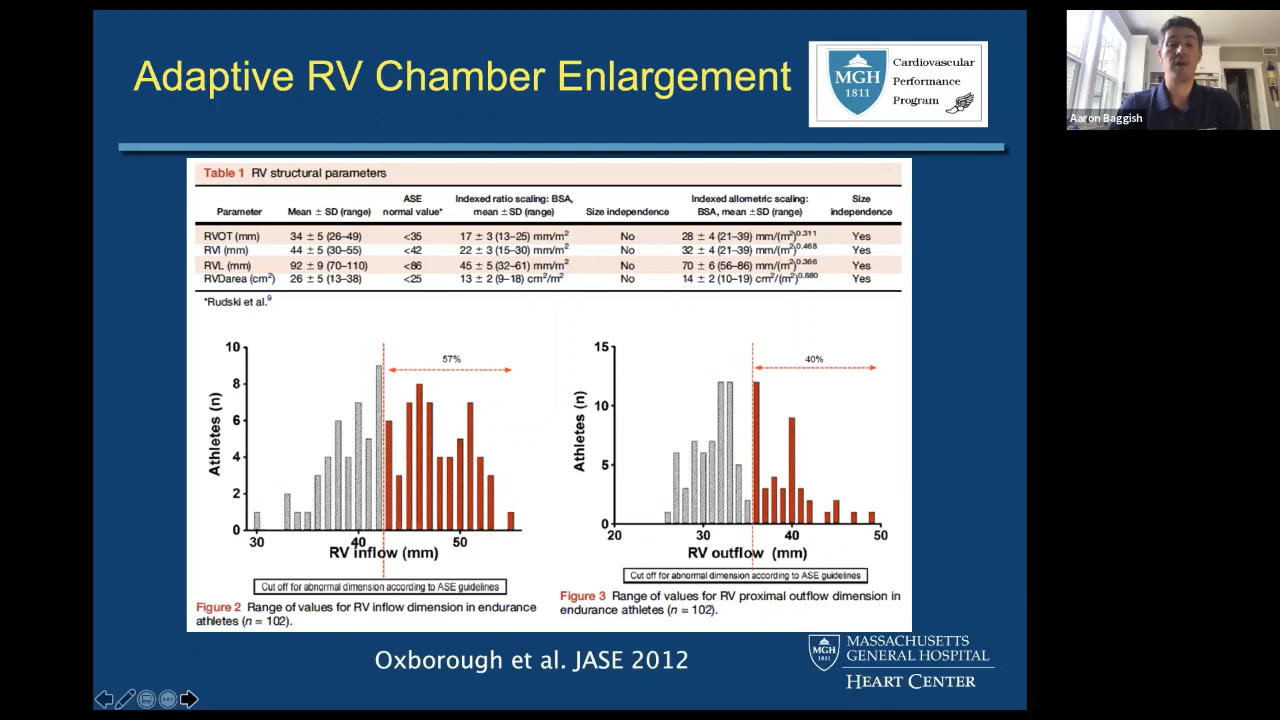 Adaptive RV Chamber Enlargement
MGH
1811
Cardiovascular
Performance
Program
Aaron Baggish
Table 1 RV structural parameters
Parameter Mean ± SD (range) ASE normal value* Indexed ratio scaling: BSA, mean ±SD (range) Size independence Indexed allometric scaling: BSA, mean ±SD (range) Size independence
RVOT (mm) 34 ± 5 (26–49) <35 17 ± 3 (13–25) mm/m² No 28 ± 4 (21–39) mm/(m²)^0.311 Yes
RVI (mm) 44 ± 5 (30–55) <42 22 ± 3 (15–30) mm/m² No 32 ± 4 (21–39) mm/(m²)^0.468 Yes
RVL (mm) 92 ± 9 (70–110) <86 45 ± 5 (32–61) mm/m² No 70 ± 6 (56–86) mm/(m²)^0.366 Yes
RVDarea (cm²) 26 ± 5 (13–38) <25 13 ± 2 (9–18) cm²/m² No 14 ± 2 (10–19) cm²/(m²)^0.880 Yes
*Rudski et al.⁹
Athletes (n)
10
8
6
4
2
0
57%
30 40 50
RV inflow (mm)
Cut off for abnormal dimension according to ASE guidelines
Figure 2 Range of values for RV inflow dimension in endurance
athletes (n = 102).
Athletes (n)
15
10
5
0
40%
20 30 40 50
RV outflow (mm)
Cut off for abnormal dimension according to ASE guidelines
Figure 3 Range of values for RV proximal outflow dimension in
endurance athletes (n = 102).
Oxborough et al. JASE 2012
MGH
1811
MASSACHUSETTS
GENERAL HOSPITAL
HEART CENTER